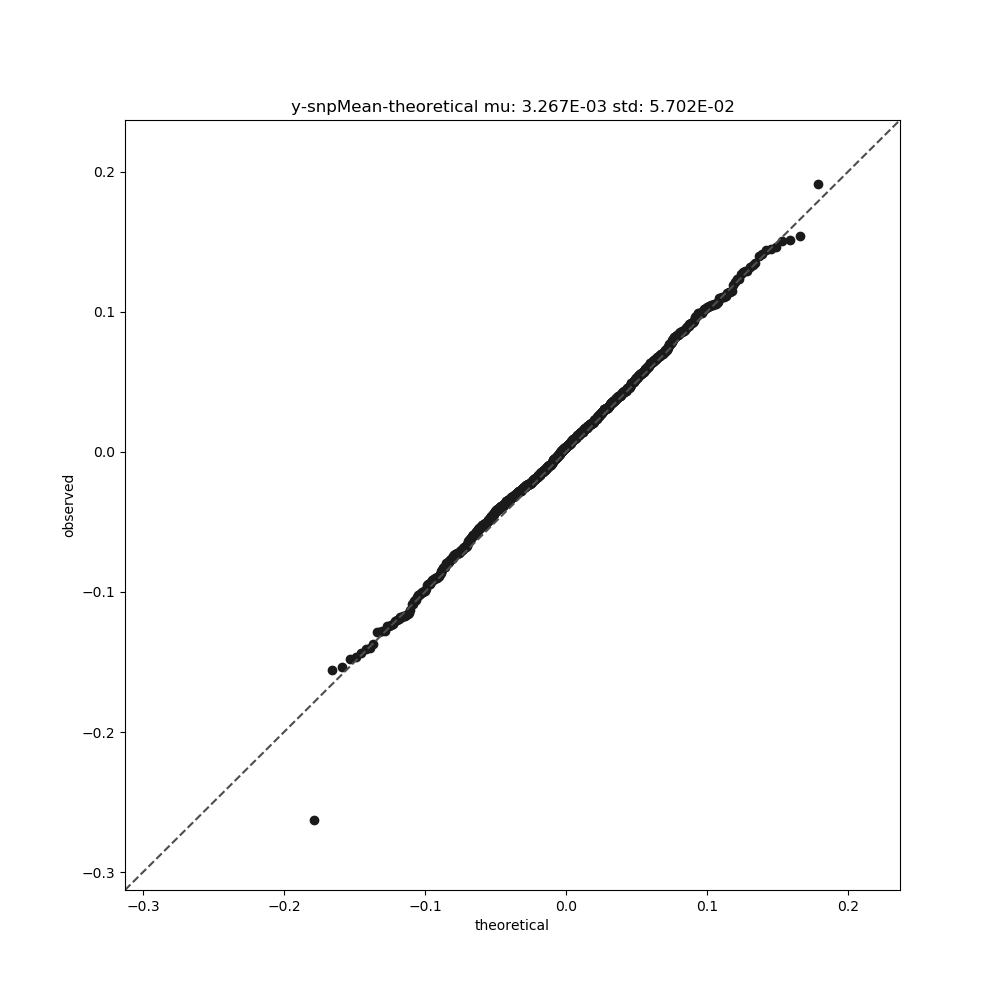 y-snpMean-theoretical mu: 3.267E-03 std: 5.702E-02
0.2
0.1
0.0
−0.1
−0.2
−0.3
observed
−0.3 −0.2 −0.1 0.0 0.1 0.2
theoretical